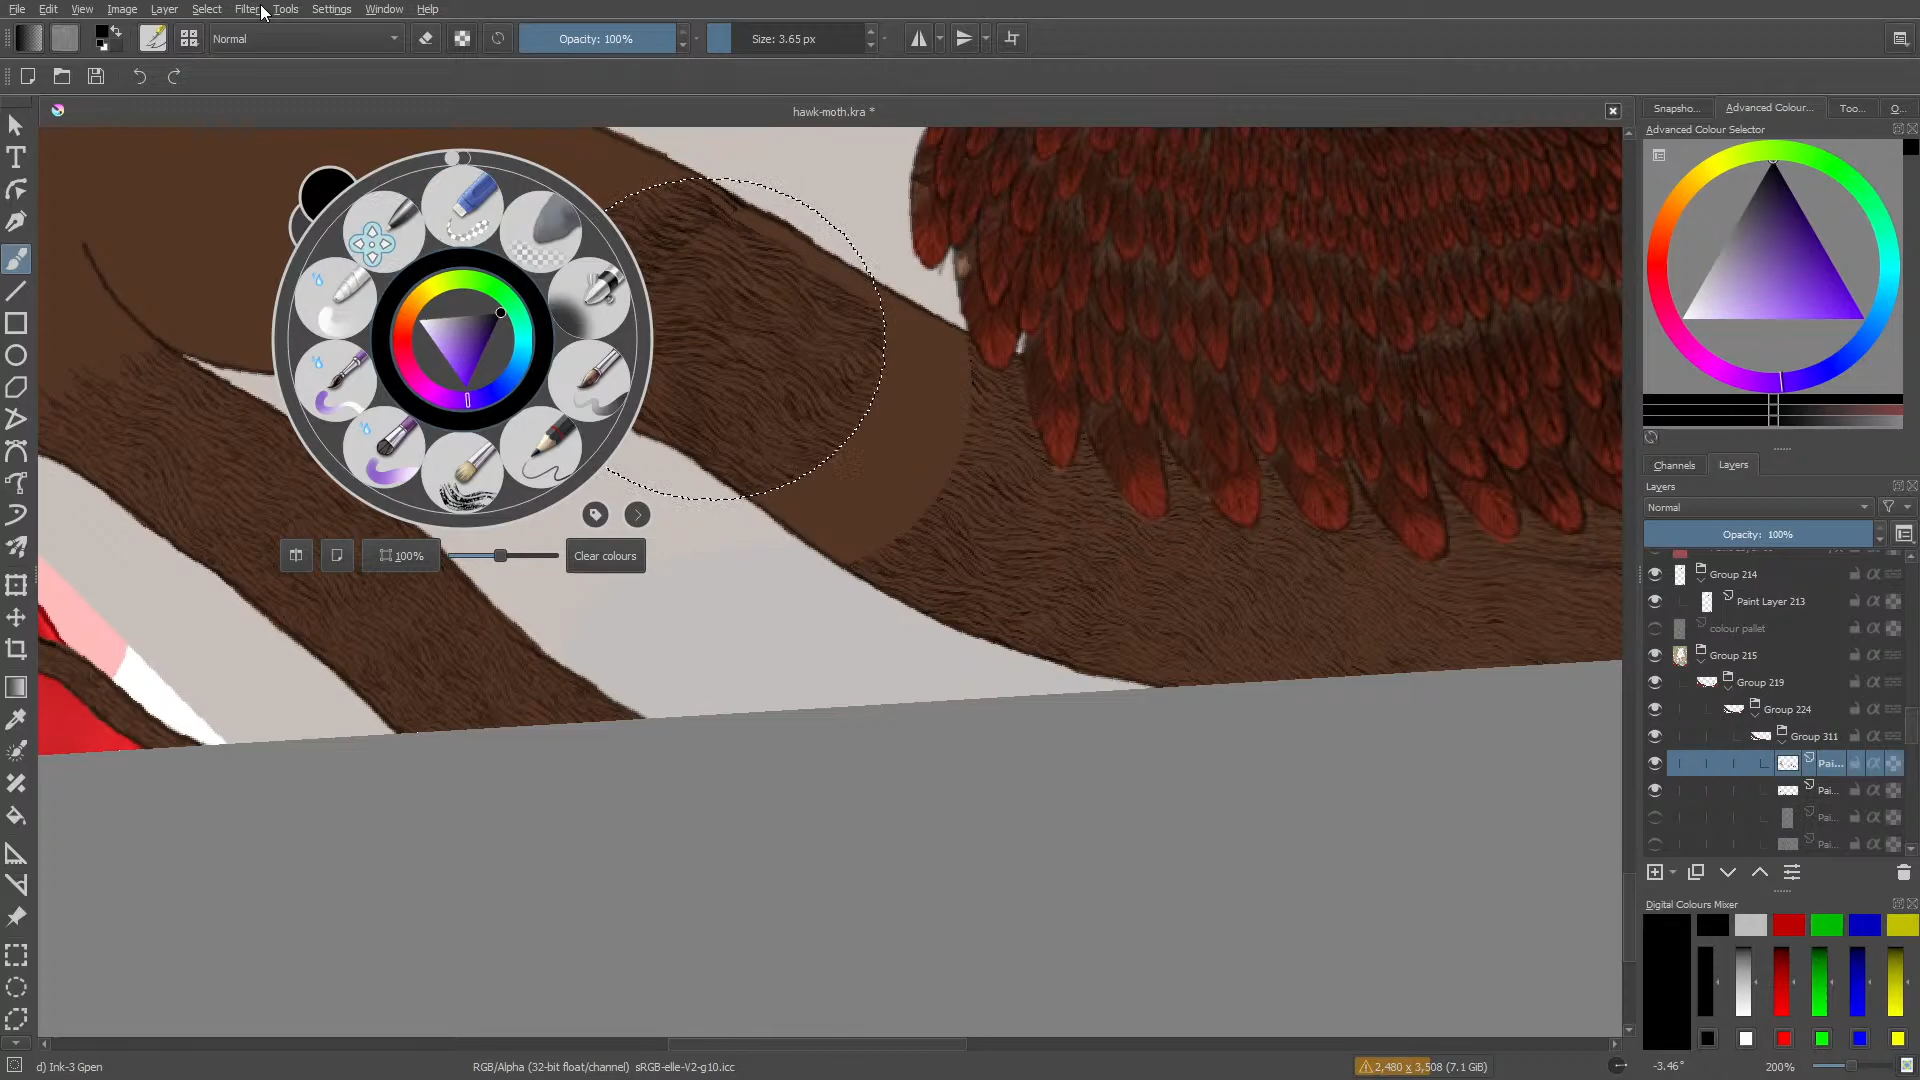 File Edit View Image Layer Select Filter Tools Settings Window Help
Normal
Opacity: 100%
Size: 3.65 px
hawk-moth.kra *
Snapsho... Advanced Colour... Too... O...
Advanced Colour Selector
100%
Clear colours
Channels Layers
Layers
Normal
Opacity: 100%
Group 214
Paint Layer 213
colour pallet
Group 215
Group 219
Group 224
Group 311
Pai...
Pai...
Pai...
Pai...
Digital Colours Mixer
d) Ink-3 Gpen
RGB/Alpha (32-bit float/channel) sRGB-elle-V2-g10.icc
2,480 x 3,508 (7.1 GiB)
-3.46°
200%